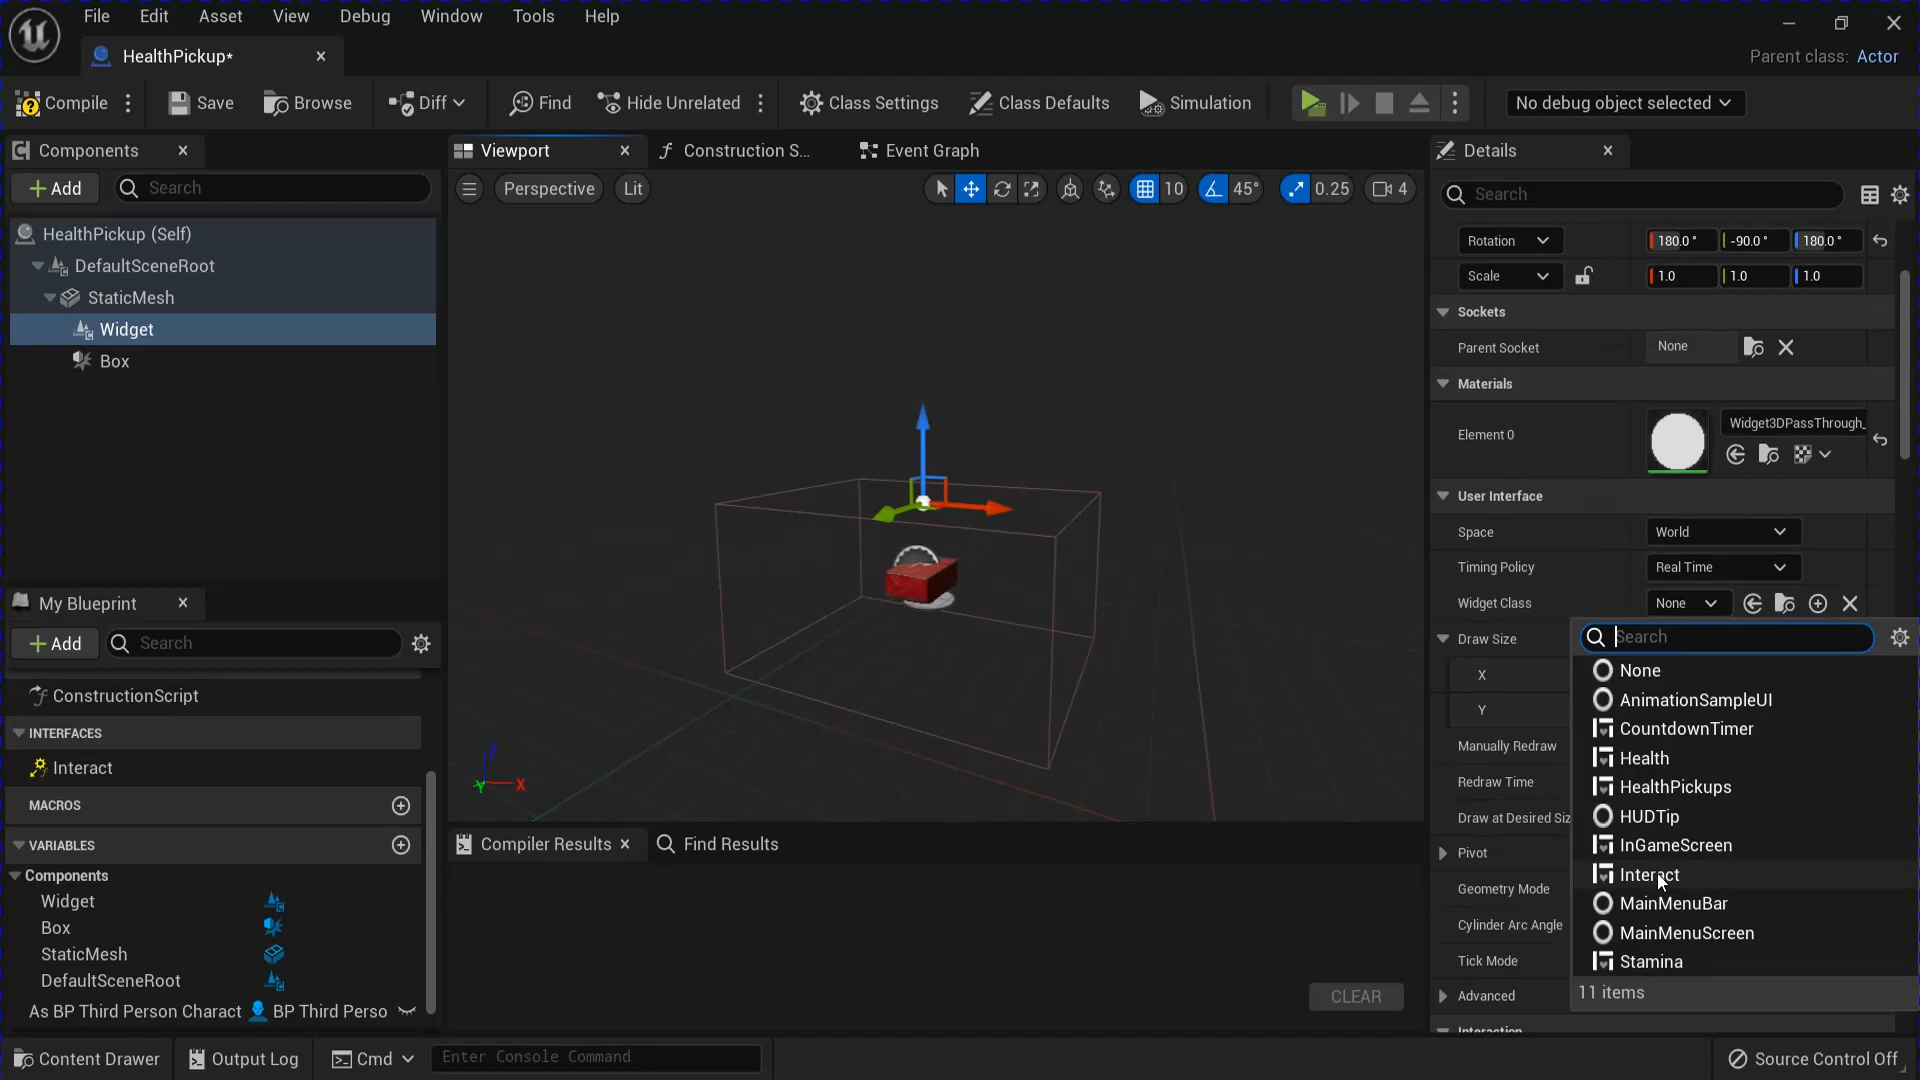 File Edit Asset View Debug Window Tools Help
HealthPickup*
Parent class: Actor
Compile Save Browse Diff Find Hide Unrelated Class Settings Class Defaults Simulation No debug object selected
Components
Add Search
HealthPickup (Self)
DefaultSceneRoot
StaticMesh
Widget
Box
My Blueprint
Add Search
ConstructionScript
INTERFACES
Interact
MACROS
VARIABLES
Components
Widget
Box
StaticMesh
DefaultSceneRoot
As BP Third Person Charact BP Third Perso
Viewport Construction S... Event Graph
Perspective Lit 10 45° 0.25 4
Z
X
Y
Compiler Results Find Results
CLEAR
Details
Search
Rotation 180.0° -90.0° 180.0°
Scale 1.0 1.0 1.0
Sockets
Parent Socket None
Materials
Element 0 Widget3DPassThrough_
User Interface
Space World
Timing Policy Real Time
Widget Class None
Draw Size
X
Y
Manually Redraw
Redraw Time
Draw at Desired Siz
Pivot
Geometry Mode
Cylinder Arc Angle
Tick Mode
Advanced
Interaction
Search
None
AnimationSampleUI
CountdownTimer
Health
HealthPickups
HUDTip
InGameScreen
Interact
MainMenuBar
MainMenuScreen
Stamina
11 items
Content Drawer Output Log Cmd Enter Console Command Source Control Off